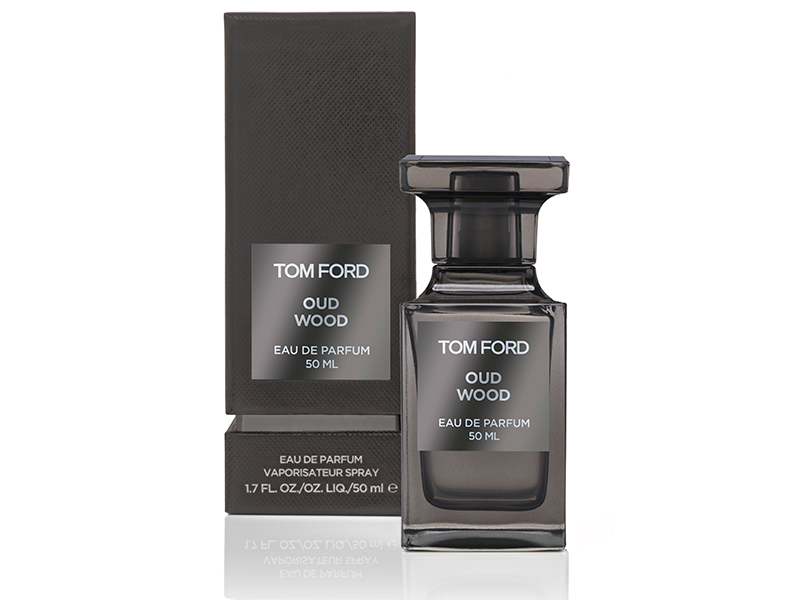 TOM FORD
OUD
WOOD
EAU DE PARFUM
50 ML
EAU DE PARFUM
VAPORISATEUR SPRAY
1.7 FL. OZ./OZ. LIQ./50 ml ℮
TOM FORD
OUD
WOOD
EAU DE PARFUM
50 ML